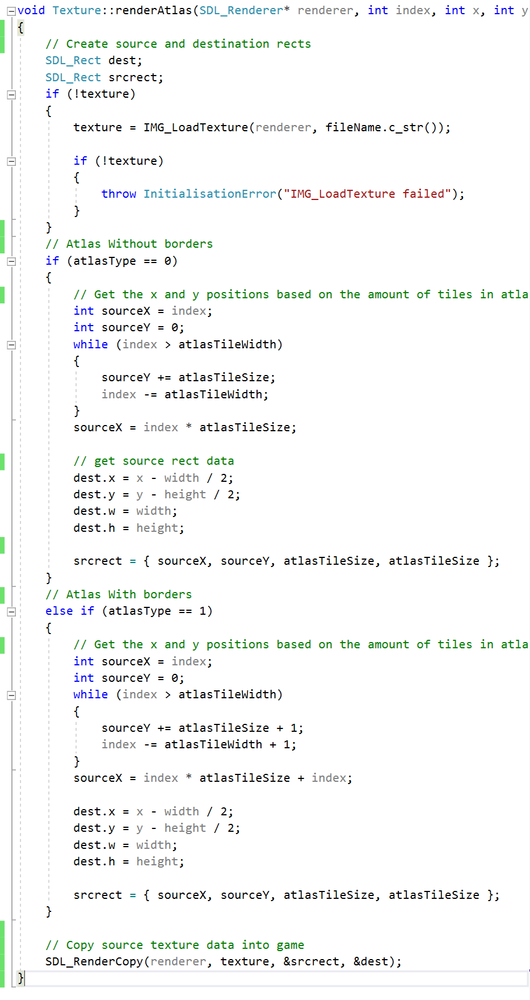 void Texture::renderAtlas(SDL_Renderer* renderer, int index, int x, int y
{
    // Create source and destination rects
    SDL_Rect dest;
    SDL_Rect srcrect;
    if (!texture)
    {
        texture = IMG_LoadTexture(renderer, fileName.c_str());

        if (!texture)
        {
            throw InitialisationError("IMG_LoadTexture failed");
        }
    }
    // Atlas Without borders
    if (atlasType == 0)
    {
        // Get the x and y positions based on the amount of tiles in atla
        int sourceX = index;
        int sourceY = 0;
        while (index > atlasTileWidth)
        {
            sourceY += atlasTileSize;
            index -= atlasTileWidth;
        }
        sourceX = index * atlasTileSize;

        // get source rect data
        dest.x = x - width / 2;
        dest.y = y - height / 2;
        dest.w = width;
        dest.h = height;

        srcrect = { sourceX, sourceY, atlasTileSize, atlasTileSize };
    }
    // Atlas With borders
    else if (atlasType == 1)
    {
        // Get the x and y positions based on the amount of tiles in atla
        int sourceX = index;
        int sourceY = 0;
        while (index > atlasTileWidth)
        {
            sourceY += atlasTileSize + 1;
            index -= atlasTileWidth + 1;
        }
        sourceX = index * atlasTileSize + index;

        dest.x = x - width / 2;
        dest.y = y - height / 2;
        dest.w = width;
        dest.h = height;

        srcrect = { sourceX, sourceY, atlasTileSize, atlasTileSize };
    }

    // Copy source texture data into game
    SDL_RenderCopy(renderer, texture, &srcrect, &dest);
}